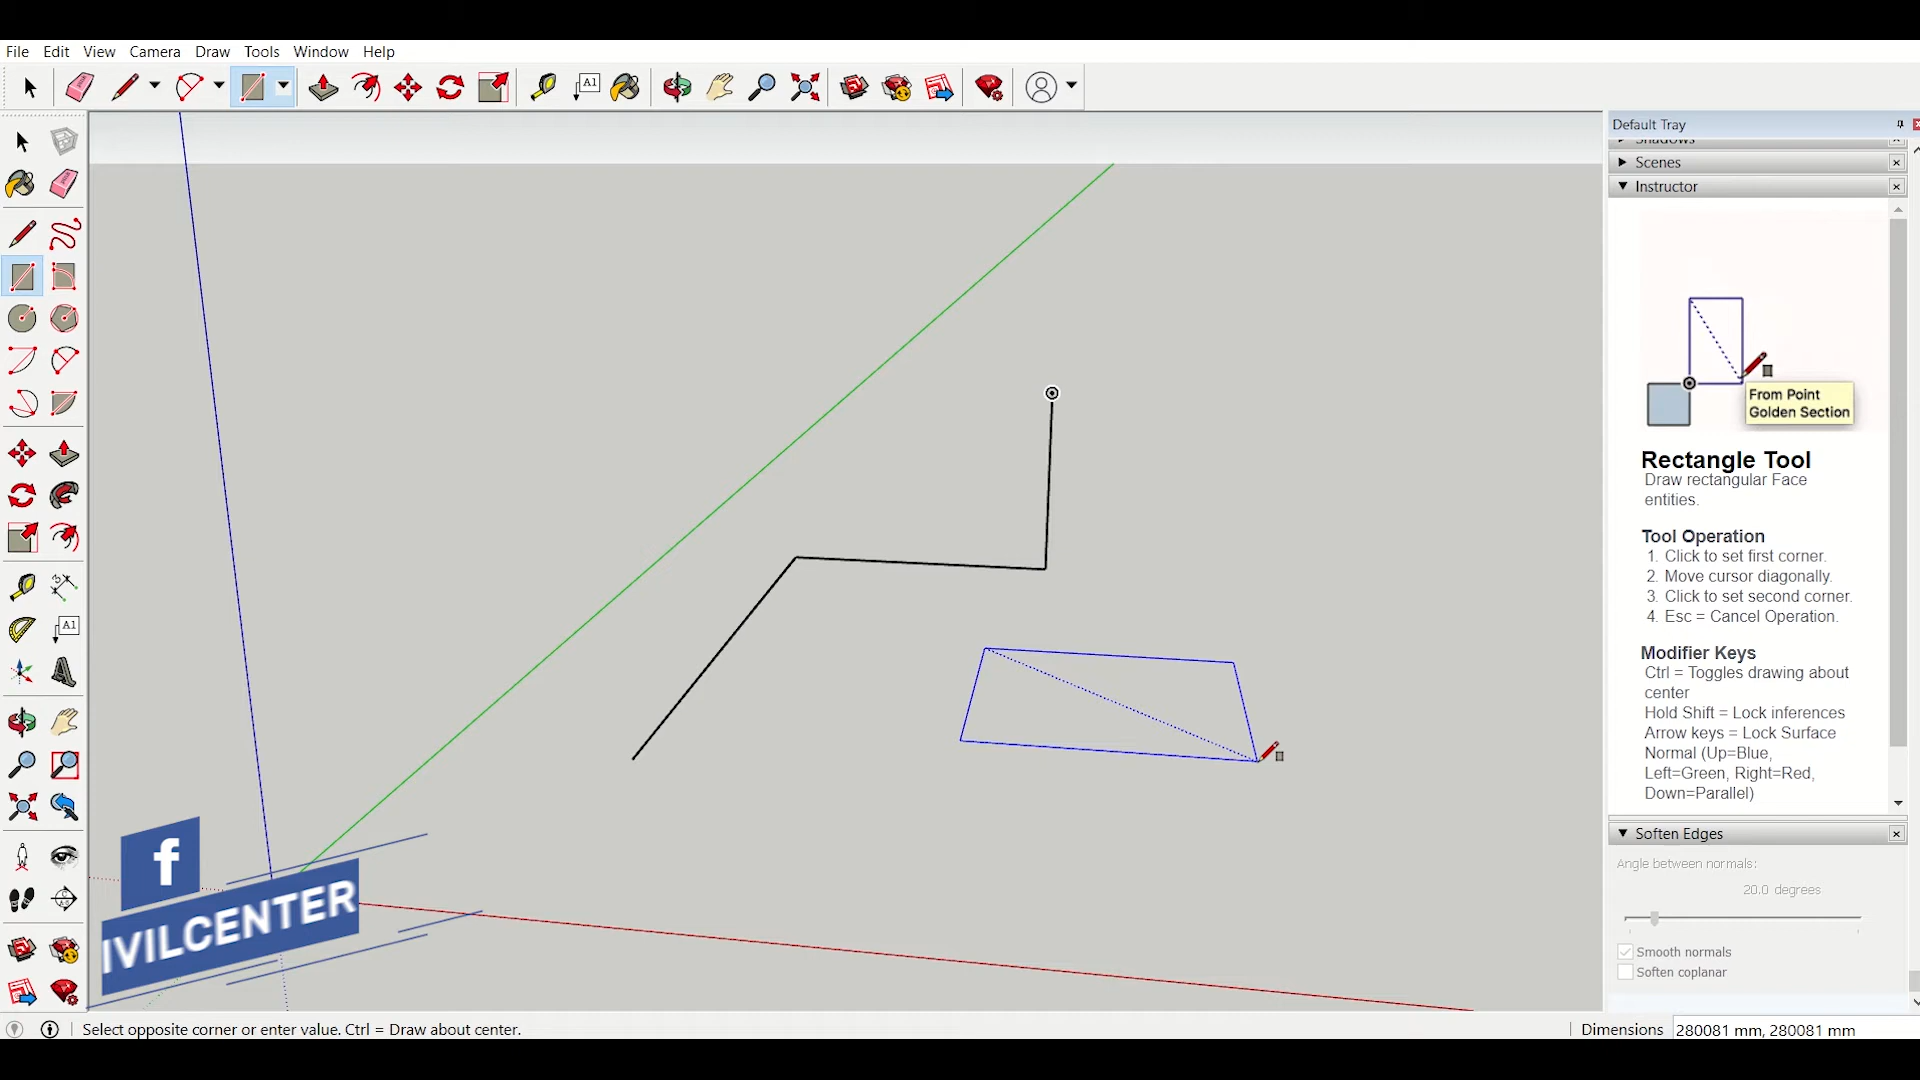 File Edit View Camera Draw Tools Window Help
A1
Default Tray
Shadows
Scenes
Instructor
From Point
Golden Section
Rectangle Tool
Draw rectangular Face
entities.
Tool Operation
1. Click to set first corner.
2. Move cursor diagonally.
3. Click to set second corner.
4. Esc = Cancel Operation.
Modifier Keys
Ctrl = Toggles drawing about
center
Hold Shift = Lock inferences
Arrow keys = Lock Surface
Normal (Up=Blue,
Left=Green, Right=Red,
Down=Parallel)
Soften Edges
Angle between normals:
20.0 degrees
Smooth normals
Soften coplanar
A1
f
IVILCENTER
Select opposite corner or enter value. Ctrl = Draw about center.
Dimensions 280081 mm, 280081 mm